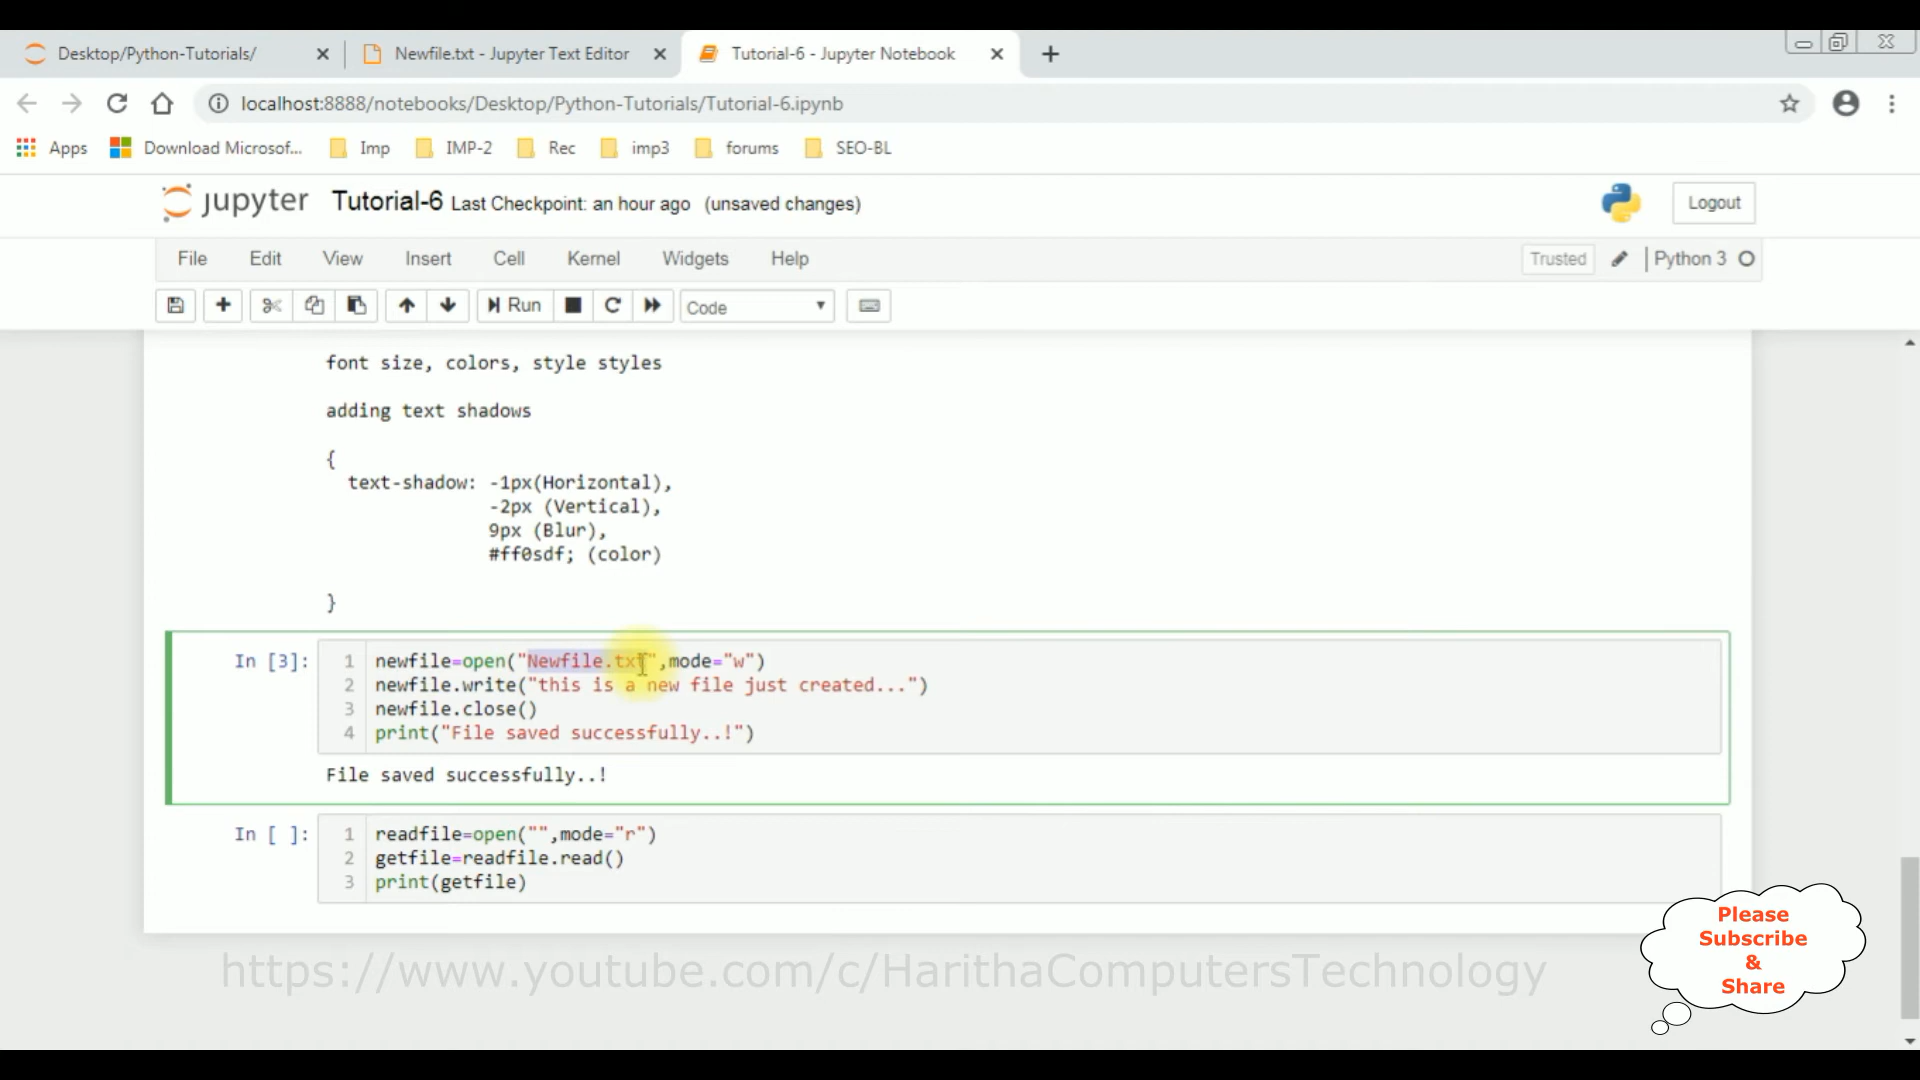 Desktop/Python-Tutorials/
Newfile.txt - Jupyter Text Editor
Tutorial-6 - Jupyter Notebook
localhost:8888/notebooks/Desktop/Python-Tutorials/Tutorial-6.ipynb
Apps
Download Microsof...
Imp
IMP-2
Rec
imp3
forums
SEO-BL
jupyter
Tutorial-6 Last Checkpoint: an hour ago (unsaved changes)
Logout
File Edit View Insert Cell Kernel Widgets Help
Trusted
Python 3
Run
Code
font size, colors, style styles
adding text shadows
{
text-shadow: -1px(Horizontal),
-2px (Vertical),
9px (Blur),
#ff0sdf; (color)
}
In [3]:
1 newfile=open("Newfile.txt",mode="w")
2 newfile.write("this is a new file just created...")
3 newfile.close()
4 print("File saved successfully..!")
File saved successfully..!
In [ ]:
1 readfile=open("",mode="r")
2 getfile=readfile.read()
3 print(getfile)
https://www.youtube.com/c/HarithaComputersTechnology
Please
Subscribe
&
Share